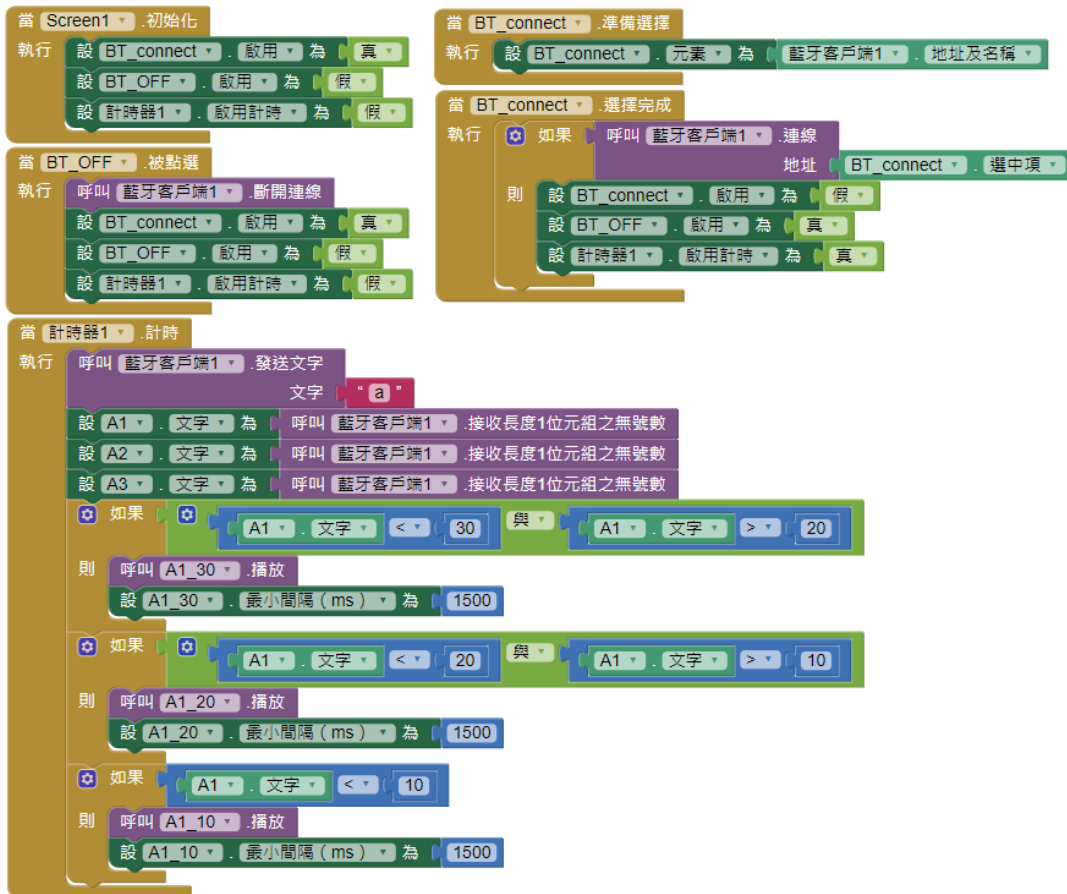 當 Screen1 .初始化
執行 設 BT_connect . 啟用 為 真
設 BT_OFF . 啟用 為 假
設 計時器1 . 啟用計時 為 假
當 BT_OFF .被點選
執行 呼叫 藍牙客戶端1 .斷開連線
設 BT_connect . 啟用 為 真
設 BT_OFF . 啟用 為 假
設 計時器1 . 啟用計時 為 假
當 BT_connect .準備選擇
執行 設 BT_connect . 元素 為 藍牙客戶端1 . 地址及名稱
當 BT_connect .選擇完成
執行 如果 呼叫 藍牙客戶端1 .連線
地址 BT_connect . 選中項
則 設 BT_connect . 啟用 為 假
設 BT_OFF . 啟用 為 真
設 計時器1 . 啟用計時 為 真
當 計時器1 .計時
執行 呼叫 藍牙客戶端1 .發送文字
文字 “ a ”
設 A1 . 文字 為 呼叫 藍牙客戶端1 .接收長度1位元組之無號數
設 A2 . 文字 為 呼叫 藍牙客戶端1 .接收長度1位元組之無號數
設 A3 . 文字 為 呼叫 藍牙客戶端1 .接收長度1位元組之無號數
如果 A1 . 文字 < 30 與 A1 . 文字 > 20
則 呼叫 A1_30 .播放
設 A1_30 . 最小間隔（ms） 為 1500
如果 A1 . 文字 < 20 與 A1 . 文字 > 10
則 呼叫 A1_20 .播放
設 A1_20 . 最小間隔（ms） 為 1500
如果 A1 . 文字 < 10
則 呼叫 A1_10 .播放
設 A1_10 . 最小間隔（ms） 為 1500